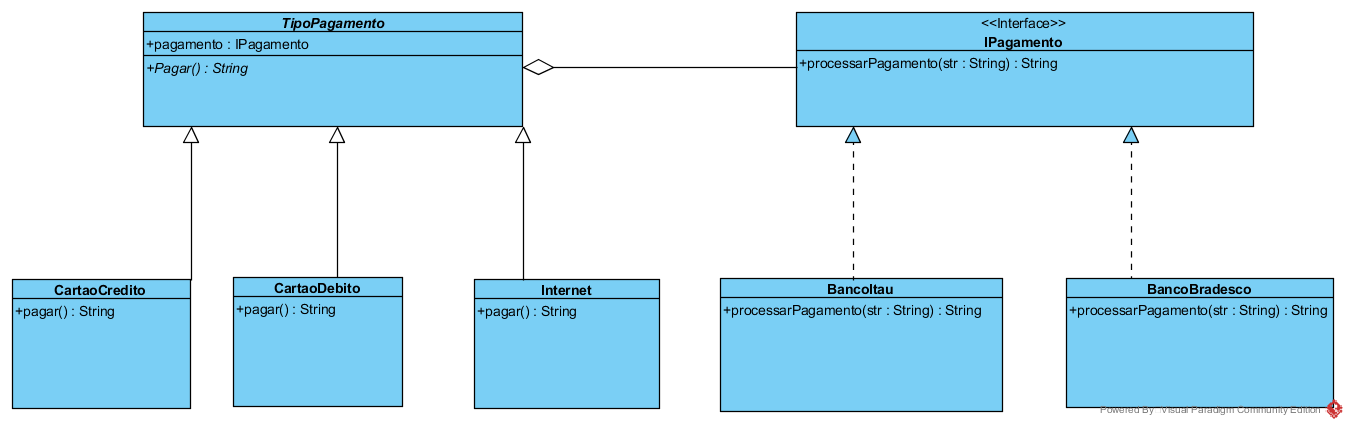 TipoPagamento
+pagamento : IPagamento
+Pagar() : String
<<Interface>>
IPagamento
+processarPagamento(str : String) : String
CartaoCredito
+pagar() : String
CartaoDebito
+pagar() : String
Internet
+pagar() : String
BancoItau
+processarPagamento(str : String) : String
BancoBradesco
+processarPagamento(str : String) : String
Powered By Visual Paradigm Community Edition